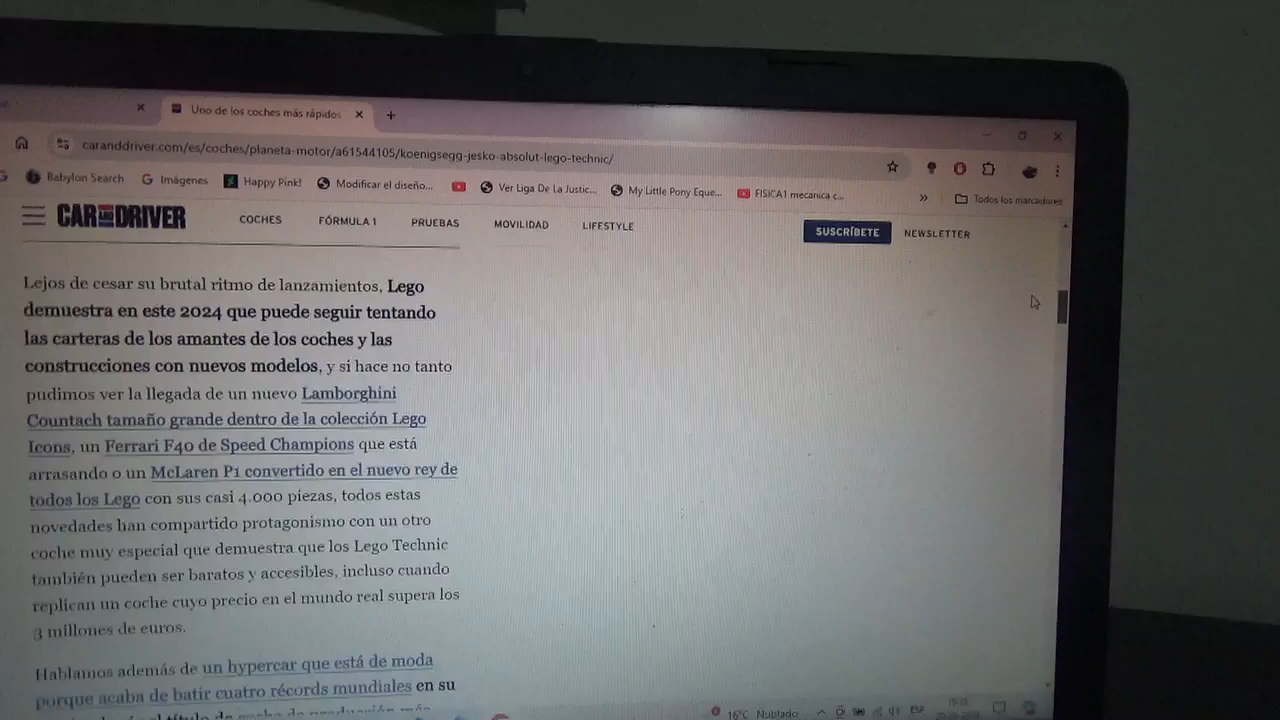 Uno de los coches más rápidos
caranddriver.com/es/coches/planeta-motor/a61544105/koenigsegg-jesko-absolut-lego-technic/
Babylon Search Imágenes Happy Pink! Modificar el diseño... Ver Liga De La Justic... My Little Pony Eque... FISICA1 mecanica c... » Todos los marcadores
CAR AND DRIVER COCHES FÓRMULA 1 PRUEBAS MOVILIDAD LIFESTYLE SUSCRÍBETE NEWSLETTER
Lejos de cesar su brutal ritmo de lanzamientos, Lego
demuestra en este 2024 que puede seguir tentando
las carteras de los amantes de los coches y las
construcciones con nuevos modelos, y si hace no tanto
pudimos ver la llegada de un nuevo Lamborghini
Countach tamaño grande dentro de la colección Lego
Icons, un Ferrari F40 de Speed Champions que está
arrasando o un McLaren P1 convertido en el nuevo rey de
todos los Lego con sus casi 4.000 piezas, todos estas
novedades han compartido protagonismo con un otro
coche muy especial que demuestra que los Lego Technic
también pueden ser baratos y accesibles, incluso cuando
replican un coche cuyo precio en el mundo real supera los
3 millones de euros.
Hablamos además de un hypercar que está de moda
porque acaba de batir cuatro récords mundiales en su
16°C Nublado ESP